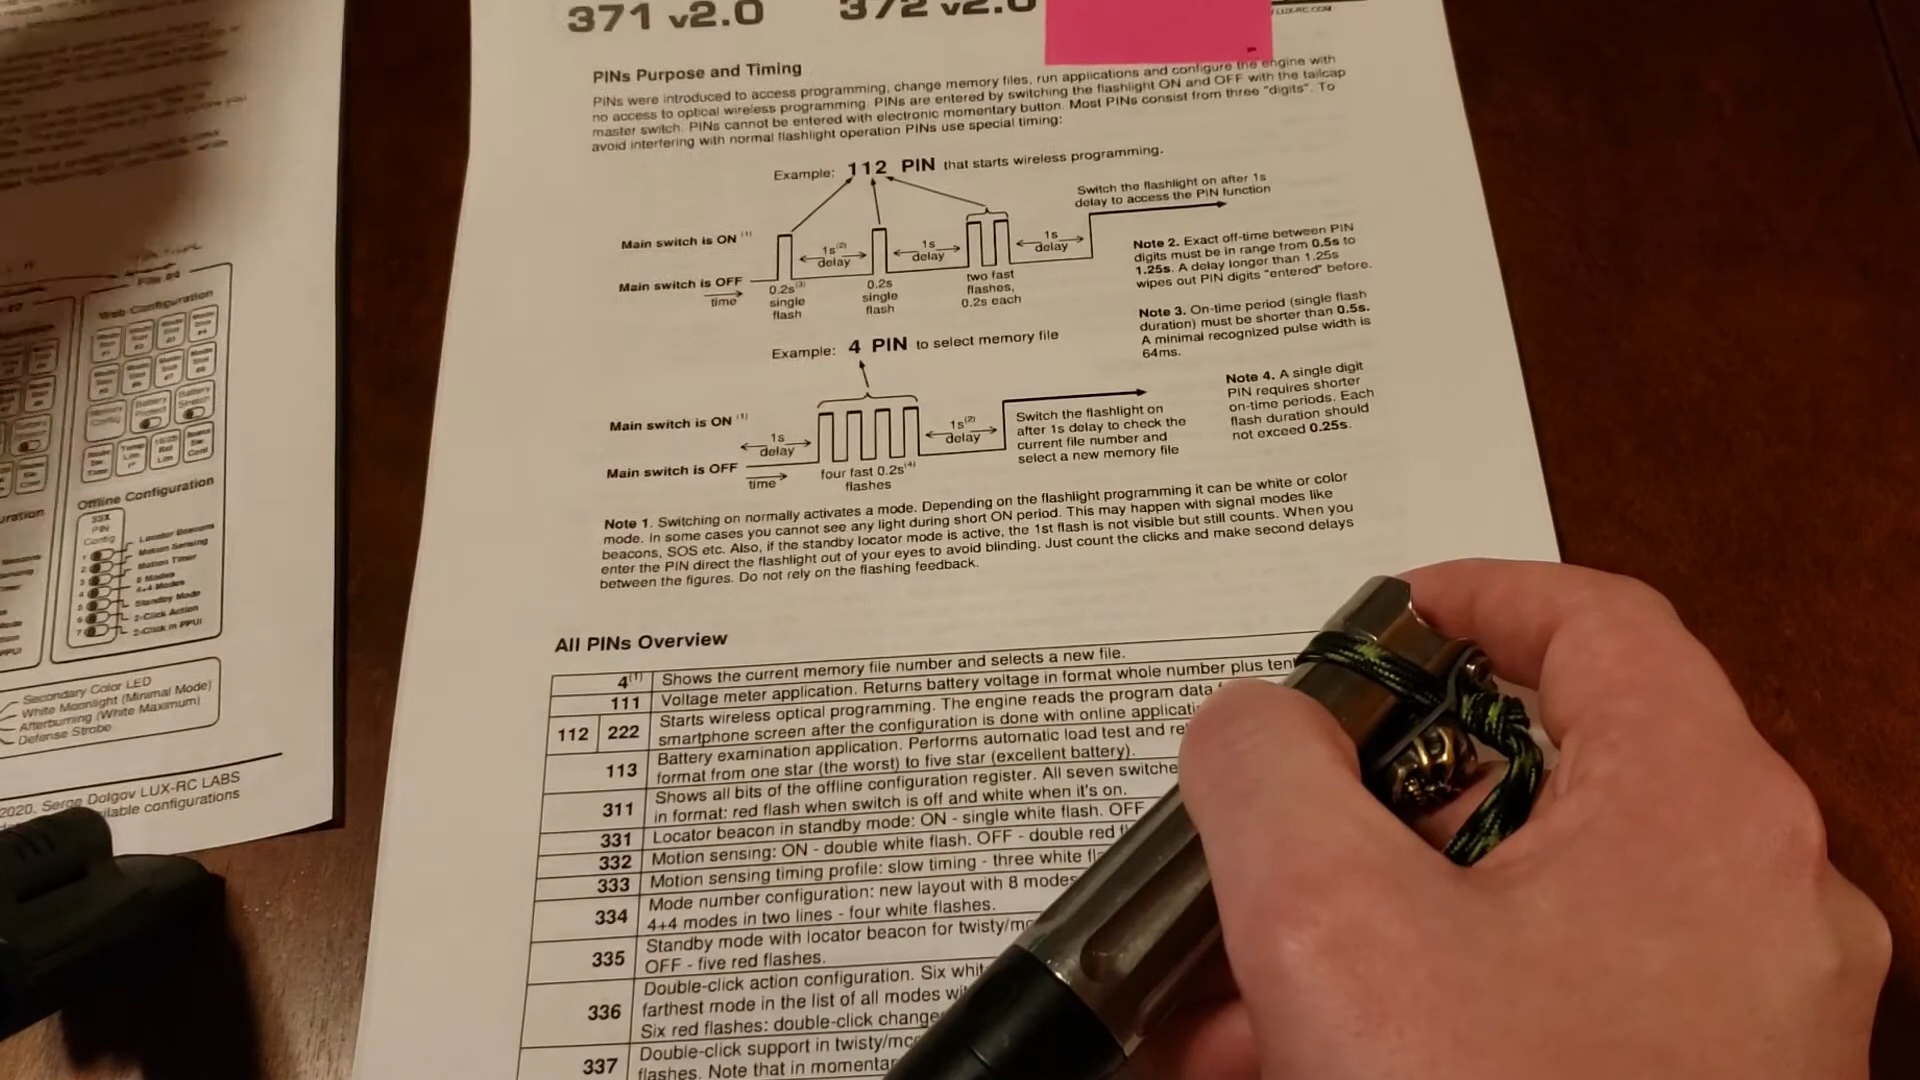 371 v2.0 372 v2.0
LUX-RC.COM
PINs Purpose and Timing
PINs were introduced to access programming, change memory files, run applications and configure the engine with
no access to optical wireless programming. PINs are entered by switching the flashlight ON and OFF with the tailcap
master switch. PINs cannot be entered with electronic momentary button. Most PINs consist from three "digits". To
avoid interfering with normal flashlight operation PINs use special timing:
Example: 112 PIN that starts wireless programming.
Switch the flashlight on after 1s
delay to access the PIN function
Main switch is ON (1)
1s(2)
delay
1s
delay
1s
delay
Main switch is OFF
time
0.2s(3)
single
flash
0.2s
single
flash
two fast
flashes,
0.2s each
Note 2. Exact off-time between PIN
digits must be in range from 0.5s to
1.25s. A delay longer than 1.25s
wipes out PIN digits "entered" before.
Note 3. On-time period (single flash
duration) must be shorter than 0.5s.
A minimal recognized pulse width is
64ms.
Example: 4 PIN to select memory file
Main switch is ON (1)
1s
delay
1s(2)
delay
Main switch is OFF
time
four fast 0.2s(4)
flashes
Switch the flashlight on
after 1s delay to check the
current file number and
select a new memory file
Note 4. A single digit
PIN requires shorter
on-time periods. Each
flash duration should
not exceed 0.25s.
Note 1. Switching on normally activates a mode. Depending on the flashlight programming it can be white or color
mode. In some cases you cannot see any light during short ON period. This may happen with signal modes like
beacons, SOS etc. Also, if the standby locator mode is active, the 1st flash is not visible but still counts. When you
enter the PIN direct the flashlight out of your eyes to avoid blinding. Just count the clicks and make second delays
between the figures. Do not rely on the flashing feedback.
All PINs Overview
4(1) Shows the current memory file number and selects a new file.
111 Voltage meter application. Returns battery voltage in format whole number plus ten
112 222 Starts wireless optical programming. The engine reads the program data
smartphone screen after the configuration is done with online applicati
113 Battery examination application. Performs automatic load test and re
format from one star (the worst) to five star (excellent battery).
311 Shows all bits of the offline configuration register. All seven switche
in format: red flash when switch is off and white when it's on.
331 Locator beacon in standby mode: ON - single white flash. OFF
332 Motion sensing: ON - double white flash. OFF - double red fl
333 Motion sensing timing profile: slow timing - three white fl
334 Mode number configuration: new layout with 8 modes
4+4 modes in two lines - four white flashes.
335 Standby mode with locator beacon for twisty/mo
OFF - five red flashes.
336 Double-click action configuration. Six whit
farthest mode in the list of all modes wi
Six red flashes: double-click change
337 Double-click support in twisty/mo
flashes. Note that in momentar
Web Configuration
Offline Configuration
33X
PIN
Config
Locator Beacons
Motion Sensing
Motion Timer
8 Modes
4+4 Modes
Standby Mode
2-Click Action
2-Click in PPUI
Secondary Color LED
White Moonlight (Minimal Mode)
Afterburning (White Maximum)
Defense Strobe
2020, Serge Dolgov LUX-RC LABS
configurations